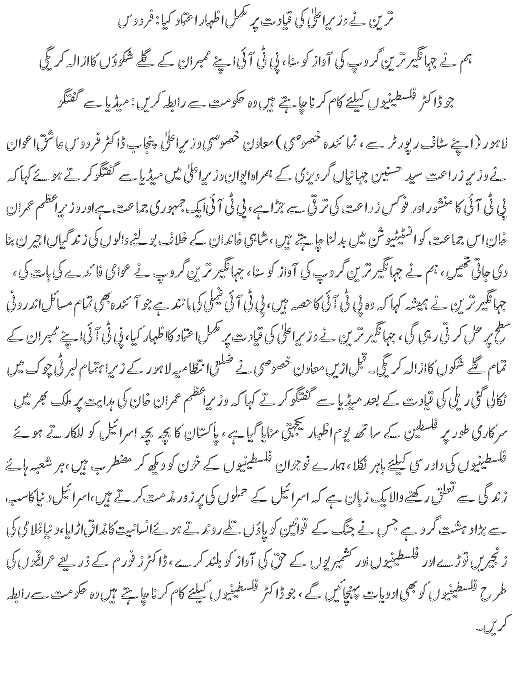 ترین نے وزیراعلیٰ کی قیادت پر مکمل اظہار اعتماد کیا: فردوس
ہم نے جہانگیر ترین گروپ کی آواز کو سنا، پی ٹی آئی اپنے ممبران کے گلے شکوؤں کا ازالہ کریگی
جو ڈاکٹر فلسطینیوں کیلئے کام کرنا چاہتے ہیں وہ حکومت سے رابطہ کریں: میڈیا سے گفتگو
لاہور (اپنے سٹاف رپورٹر سے، نمائندہ خصوصی) معاون خصوصی وزیراعلیٰ پنجاب ڈاکٹر فردوس عاشق اعوان
نے وزیر زراعت سید حسنین جہانیاں گردیزی کے ہمراہ ایوان وزیراعلیٰ میں میڈیا سے گفتگو کرتے ہوئے کہا کہ
پی ٹی آئی کا منشور اور فوکس زراعت کی ترقی سے جڑا ہے، پی ٹی آئی ایک جمہوری جماعت ہے اور وزیراعظم عمران
خان اس جماعت کو انسٹیٹیوشن میں بدلنا چاہتے ہیں، شاہی خاندان کے خلاف بولنے والوں کی زندگیاں اجیرن بنا
دی جاتی تھیں، ہم نے جہانگیر ترین گروپ کی آواز کو سنا، جہانگیر ترین گروپ نے عوامی فائدے کی بات کی،
جہانگیر ترین نے ہمیشہ کہا کہ وہ پی ٹی آئی کا حصہ ہیں، پی ٹی آئی فیملی کی مانند ہے جو آئندہ بھی تمام مسائل اندرونی
سطح پر حل کرتی رہی گی، جہانگیر ترین نے وزیراعلیٰ کی قیادت پر مکمل اعتماد کا اظہار کیا، پی ٹی آئی اپنے ممبران کے
تمام گلے شکوں کا ازالہ کریگی۔ قبل ازیں معاون خصوصی نے ضلعی انتظامیہ لاہور کے زیراہتمام لبرٹی چوک میں
نکالی گئی ریلی کی قیادت کے بعد میڈیا سے گفتگو کرتے کہا کہ وزیراعظم عمران خان کی ہدایت پر ملک بھر میں
سرکاری طور پر فلسطین کے ساتھ یوم اظہار یکجہتی منایا گیا ہے، پاکستان کا بچہ بچہ اسرائیل کو للکارتے ہوئے
فلسطینیوں کی دادرسی کیلئے باہر نکلا، ہمارے نوجوان فلسطینیوں کے خون کو دیکھ کر مضطرب ہیں، ہر شعبہ ہائے
زندگی سے تعلق رکھنے والا یک زبان ہے کہ اسرائیل کے حملوں کی پرزور مذمت کرتے ہیں، اسرائیل دنیا کا سب
سے بڑا دہشت گرد ہے جس نے جنگ کے قوانین کو پاؤں تلے روندتے ہوئے انسانیت کا مذاق اڑایا، دنیا غلامی کی
زنجیریں توڑے اور فلسطینیوں اور کشمیریوں کے حق کی آواز کو بلند کرے، ڈاکٹرز فورم کے ذریعے عراقیوں کی
طرح فلسطینیوں کو بھی ادویات پہنچائیں گے، جو ڈاکٹر فلسطینیوں کیلئے کام کرنا چاہتے ہیں وہ حکومت سے رابطہ
کریں۔